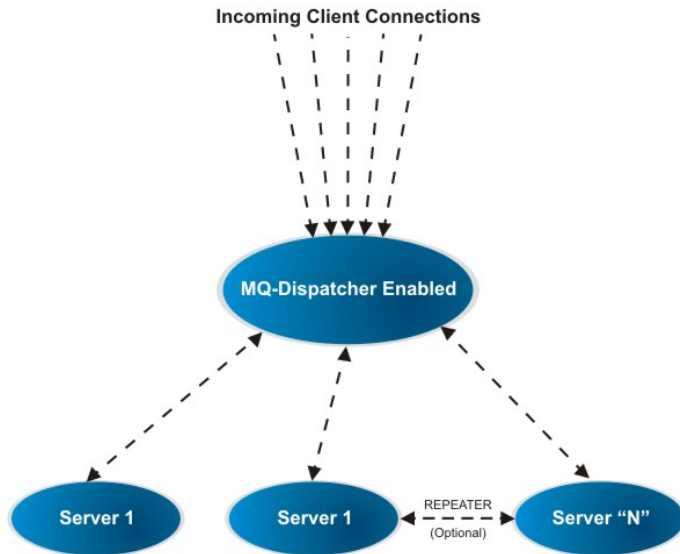 Incoming Client Connections
MQ-Dispatcher Enabled
Server 1
Server 1
REPEATER
(Optional)
Server “N”